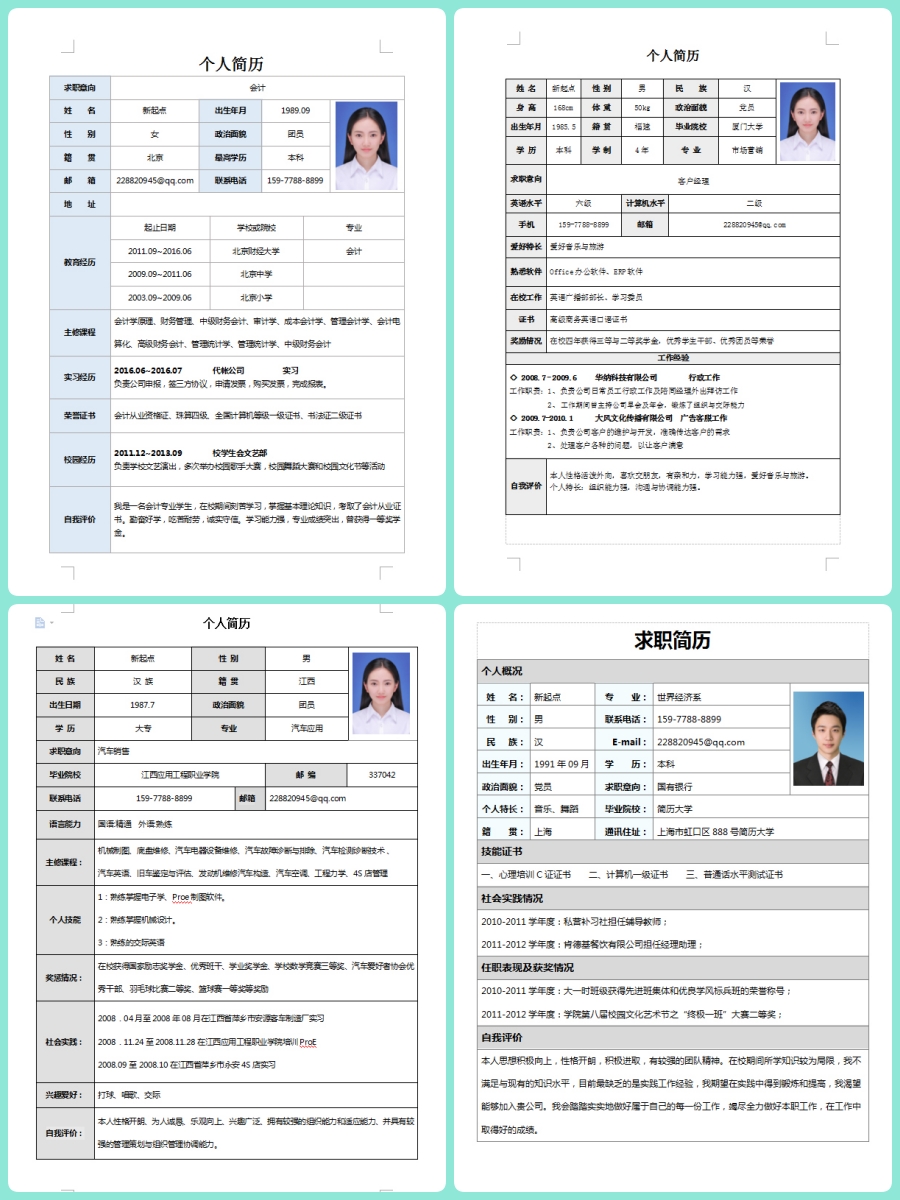 个人简历
求职意向 会计
姓 名 新起点 出生年月 1989.09
性 别 女 政治面貌 团员
籍 贯 北京 最高学历 本科
邮 箱 228820945@qq.com 联系电话 159-7788-8899
地 址
教育经历
起止日期 学校或院校 专业
2011.09~2016.06 北京财经大学 会计
2009.09~2011.06 北京中学
2003.09~2009.06 北京小学
主修课程
会计学原理、财务管理、中级财务会计、审计学、成本会计学、管理会计学、会计电
算化、高级财务会计、管理统计学、管理统计学、中级财务会计
实习经历
2016.06~2016.07 代帐公司 实习
负责公司申报，签三方协议，申请发票，购买发票，完成报表。
荣誉证书 会计从业资格证、珠算四级、全国计算机等级一级证书、书法证二级证书
校园经历
2011.12~2013.09 校学生会文艺部
负责学校文艺演出，多次举办校园歌手大赛，校园舞蹈大赛和校园文化节等活动
自我评价
我是一名会计专业学生，在校期间刻苦学习，掌握基本理论知识，考取了会计从业证
书。勤奋好学，吃苦耐劳，诚实守信。学习能力强，专业成绩突出，曾获得一等奖学
金。
个人简历
姓 名 新起点 性 别 男 民 族 汉
身 高 168cm 体 重 50kg 政治面貌 党员
出生年月 1985.5 籍 贯 福建 毕业院校 厦门大学
学 历 本科 学 制 4 年 专 业 市场营销
求职意向 客户经理
英语水平 六级 计算机水平 二级
手机 159-7788-8899 邮箱 228820945@qq.com
爱好特长 爱好音乐与旅游
熟悉软件 Office 办公软件、ERP 软件
在校工作 英语广播部部长、学习委员
证书 高级商务英语口语证书
奖励情况 在校四年获得三等与二等奖学金，优秀学生干部、优秀团员等荣誉
工作经验
◇ 2008.7-2009.6 华纳科技有限公司 行政工作
工作职责：1、负责公司日常员工行政工作及陪同经理外出拜访工作
2、工作期间曾主持公司早会及年会，锻炼了组织与交际能力
◇ 2009.7-2010.1 大风文化传播有限公司 广告客服工作
工作职责：1、负责公司客户的维护与开发，准确传达客户的需求
2、处理客户各种的问题，以让客户满意
自我评价
本人性格活泼外向，喜欢交朋友，有亲和力，学习能力强，爱好音乐与旅游。
个人特长：组织能力强，沟通与协调能力强。
个人简历
姓 名 新起点 性 别 男
民 族 汉 族 籍 贯 江西
出生日期 1987.7 政治面貌 团员
学 历 大专 专业 汽车应用
求职意向 汽车销售
毕业院校 江西应用工程职业学院 邮 编 337042
联系电话 159-7788-8899 邮箱 228820945@qq.com
语言能力 国语:精通 外语:熟练
主修课程：
机械制图、底盘维修、汽车电器设备维修、汽车故障诊断与排除、汽车检测诊断技术 、
汽车英语、旧车鉴定与评估、发动机维修汽车构造、汽车空调、工程力学、4S 店管理
个人技能
1：熟练掌握电子学、Proe 制图软件。
2：熟练掌握机械设计。
3：熟练的交际英语
奖惩情况：
在校获得国家励志奖学金、优秀班干、学业奖学金、学校数学竞赛三等奖、汽车爱好者协会优
秀干部、羽毛球比赛二等奖、篮球赛一等奖等奖励
社会实践：
2008．04 月至 2008 年 08 月在江西省萍乡市安源客车制造厂实习
2008．11.24 至 2008.11.28 在江西应用工程职业学院培训 ProE
2008.09 至 2008.10 在江西省萍乡市永安 4S 店实习
兴趣爱好： 打球、唱歌、交际
自我评价：
本人性格开朗、为人诚恳、乐观向上、兴趣广泛、拥有较强的组织能力和适应能力、并具有较
强的管理策划与组织管理协调能力。
求职简历
个人概况
姓 名： 新起点 专 业： 世界经济系
性 别： 男 联系电话： 159-7788-8899
民 族： 汉 E-mail： 228820945@qq.com
出生年月： 1991 年 09 月 学 历： 本科
政治面貌： 党员 求职意向： 国有银行
个人特长： 音乐、舞蹈 毕业学校： 简历大学
籍 贯： 上海 通讯住址： 上海市虹口区 888 号简历大学
技能证书
一、心理培训 C 证证书 二、计算机一级证书 三、普通话水平测试证书
社会实践情况
2010-2011 学年度：私营补习社担任辅导教师；
2011-2012 学年度：肯德基餐饮有限公司担任经理助理；
任职表现及获奖情况
2010-2011 学年度：大一时班级获得先进班集体和优良学风标兵班的荣誉称号；
2011-2012 学年度：学院第八届校园文化艺术节之“终极一班”大赛二等奖；
自我评价
本人思想积极向上，性格开朗，积极进取，有较强的团队精神。在校期间所学知识较为局限，我不
满足与现有的知识水平，目前最缺乏的是实践工作经验，我期望在实践中得到锻炼和提高，我渴望
能够加入贵公司。我会踏踏实实地做好属于自己的每一份工作，竭尽全力做好本职工作，在工作中
取得好的成绩。